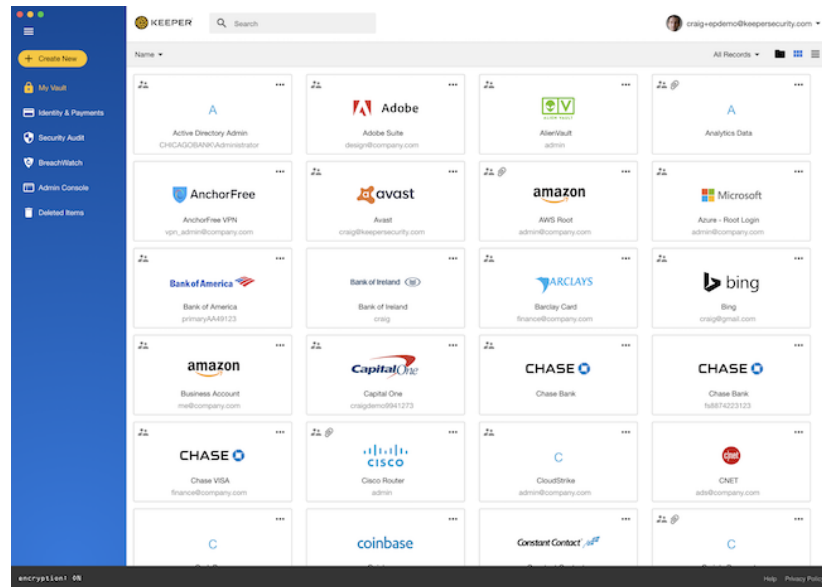 KEEPER
Search
craig+epdemo@keepersecurity.com
+ Create New
Name
All Records
My Vault
Identity & Payments
Security Audit
BreachWatch
Admin Console
Deleted Items
A
Active Directory Admin
CHICAGOBANK\Administrator
Adobe
Adobe Suite
design@company.com
ALIEN VAULT
AlienVault
admin
A
Analytics Data
AnchorFree
AnchorFree VPN
vpn_admin@company.com
avast
Avast
craig@keepersecurity.com
amazon
AWS Root
admin@company.com
Microsoft
Azure - Root Login
admin@company.com
Bank of America
Bank of America
primaryAA49123
Bank of Ireland
Bank of Ireland
craig
BARCLAYS
Barclay Card
finance@company.com
bing
Bing
craig@gmail.com
amazon
Business Account
me@company.com
Capital One
Capital One
craigdemo9941273
CHASE
Chase Bank
CHASE
Chase Bank
fs8874223123
CHASE
Chase VISA
finance@company.com
CISCO
Cisco Router
admin
C
CloudStrike
admin@company.com
c|net
CNET
ads@company.com
C
coinbase
Constant Contact
C
encryption: ON
Help
Privacy Polic